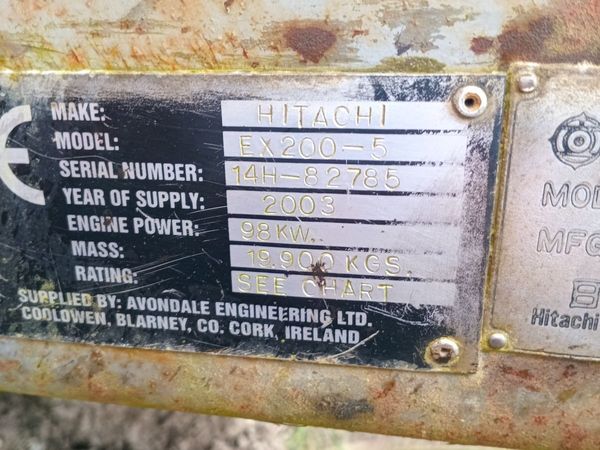 CE
MAKE: HITACHI
MODEL: EX200-5
SERIAL NUMBER: 14H-82785
YEAR OF SUPPLY: 2003
ENGINE POWER: 98KW.
MASS: 19.900 KGS.
RATING: SEE CHART
SUPPLIED BY: AVONDALE ENGINEERING LTD.
COOLOWEN, BLARNEY, CO. CORK, IRELAND
MOD
MFG
Hitachi